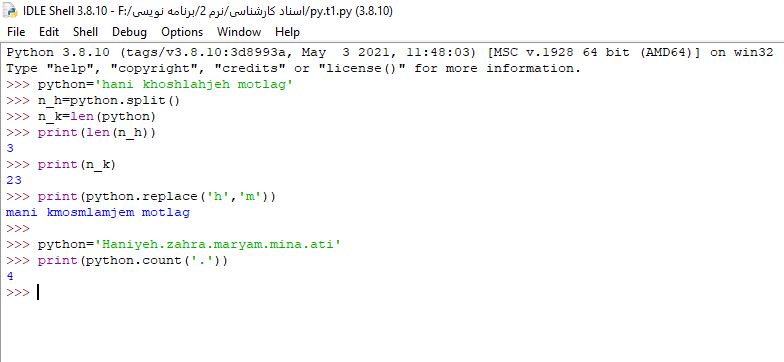 IDLE Shell 3.8.10 - F:/برنامه نویسی/نرم 2/اسناد کارشناسی/py.t1.py (3.8.10)
File Edit Shell Debug Options Window Help
Python 3.8.10 (tags/v3.8.10:3d8993a, May  3 2021, 11:48:03) [MSC v.1928 64 bit (AMD64)] on win32
Type "help", "copyright", "credits" or "license()" for more information.
>>> python='hani khoshlahjeh motlag'
>>> n_h=python.split()
>>> n_k=len(python)
>>> print(len(n_h))
3
>>> print(n_k)
23
>>> print(python.replace('h','m'))
mani kmosmlamjem motlag
>>>
>>> python='Haniyeh.zahra.maryam.mina.ati'
>>> print(python.count('.'))
4
>>>